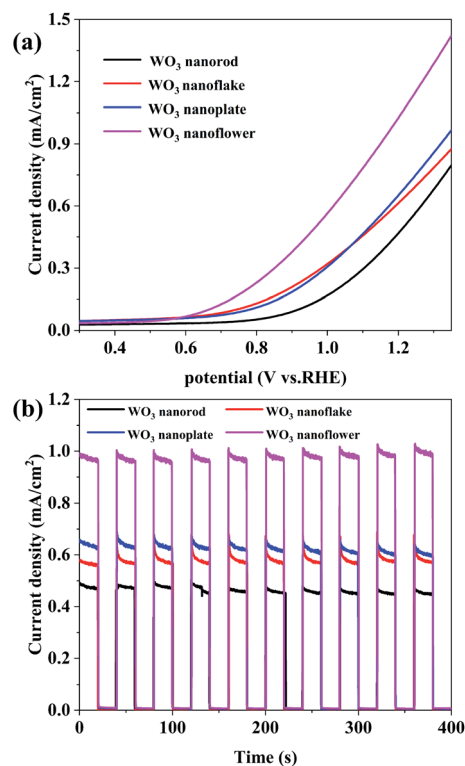 (a)
1.5
1.2
0.9
0.6
0.3
0.0
Current density (mA/cm²)
WO₃ nanorod
WO₃ nanoflake
WO₃ nanoplate
WO₃ nanoflower
0.4 0.6 0.8 1.0 1.2
potential (V vs.RHE)
(b)
1.2
1.0
0.8
0.6
0.4
0.2
0.0
Current density (mA/cm²)
WO₃ nanorod WO₃ nanoflake
WO₃ nanoplate WO₃ nanoflower
0 100 200 300 400
Time (s)